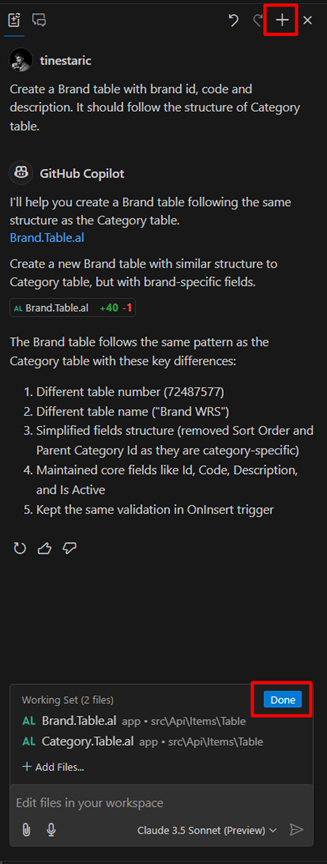 tinestaric
Create a Brand table with brand id, code and
description. It should follow the structure of Category
table.
GitHub Copilot
I'll help you create a Brand table following the same
structure as the Category table.
Brand.Table.al
Create a new Brand table with similar structure to
Category table, but with brand-specific fields.
AL Brand.Table.al +40 -1
The Brand table follows the same pattern as the
Category table with these key differences:
1. Different table number (72487577)
2. Different table name ("Brand WRS")
3. Simplified fields structure (removed Sort Order and
Parent Category Id as they are category-specific)
4. Maintained core fields like Id, Code, Description,
and Is Active
5. Kept the same validation in OnInsert trigger
Working Set (2 files) Done
AL Brand.Table.al app • src\Api\Items\Table
AL Category.Table.al app • src\Api\Items\Table
+ Add Files...
Edit files in your workspace
Claude 3.5 Sonnet (Preview)